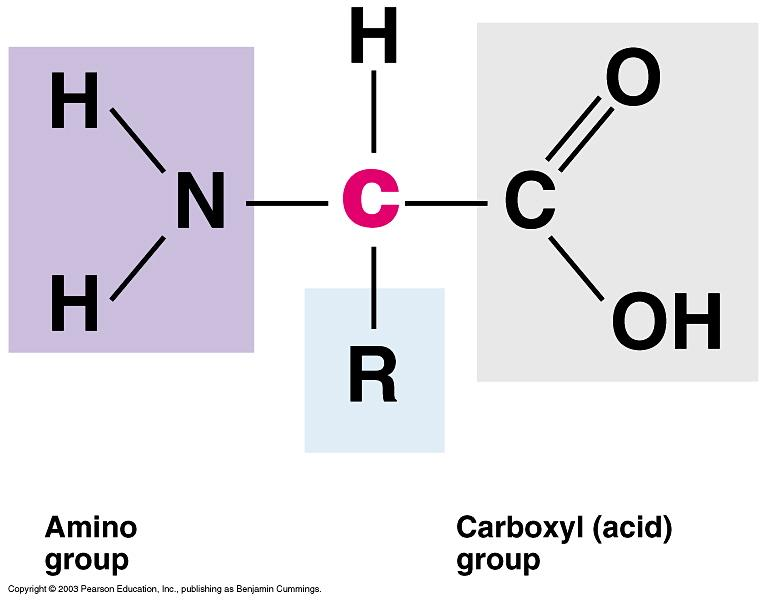 H
H O
N C C
H OH
R
Amino group
Carboxyl (acid) group
Copyright © 2003 Pearson Education, Inc., publishing as Benjamin Cummings.